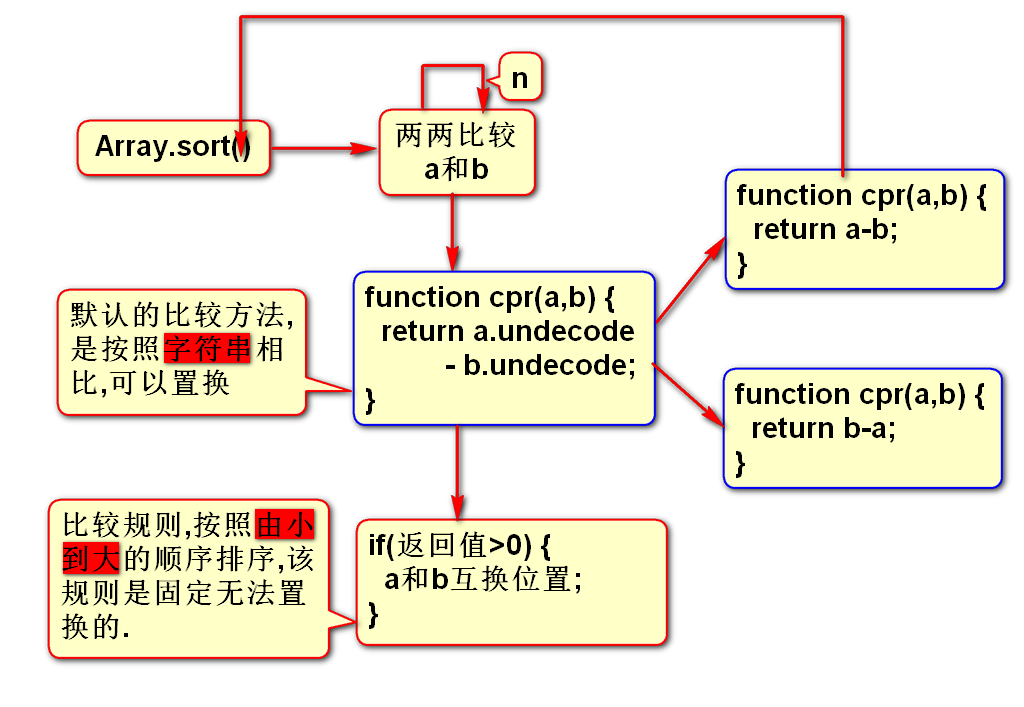 n
Array.sort()
两两比较
a和b
function cpr(a,b) {
return a-b;
}
默认的比较方法,
是按照字符串相
比,可以置换
function cpr(a,b) {
return a.undecode
- b.undecode;
}
function cpr(a,b) {
return b-a;
}
比较规则,按照由小
到大的顺序排序,该
规则是固定无法置
换的.
if(返回值>0) {
a和b互换位置;
}